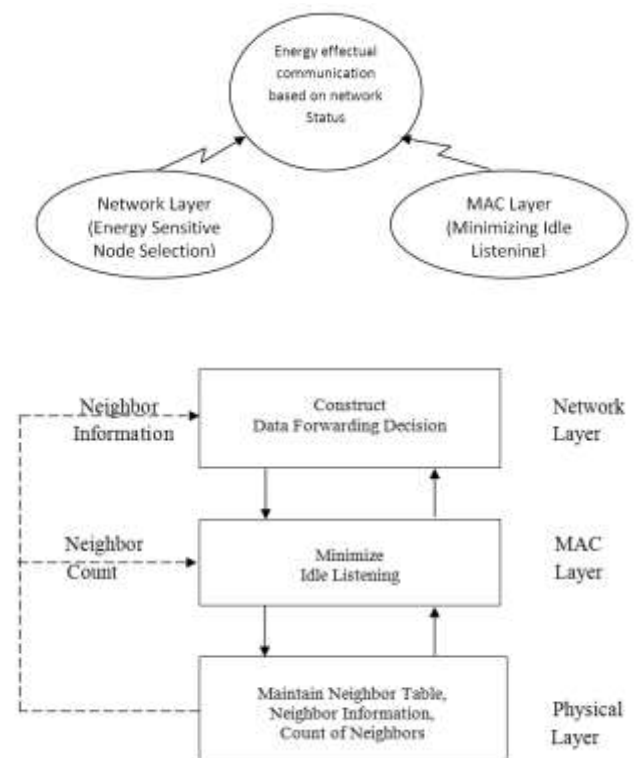 Energy effectual
communication
based on network
Status
Network Layer
(Energy Sensitive
Node Selection)
MAC Layer
(Minimizing Idle
Listening)
Neighbor
Information
Construct
Data Forwarding Decision
Network
Layer
Neighbor
Count
Minimize
Idle Listening
MAC
Layer
Maintain Neighbor Table,
Neighbor Information,
Count of Neighbors
Physical
Layer